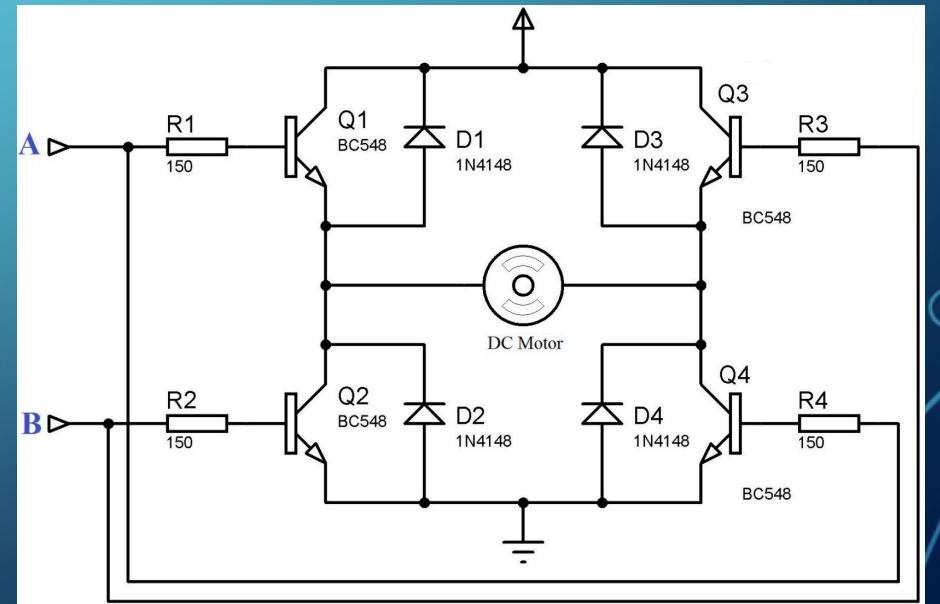 A
R1
150
Q1
BC548
D1
1N4148
D3
1N4148
Q3
BC548
R3
150
DC Motor
B
R2
150
Q2
BC548
D2
1N4148
D4
1N4148
Q4
BC548
R4
150